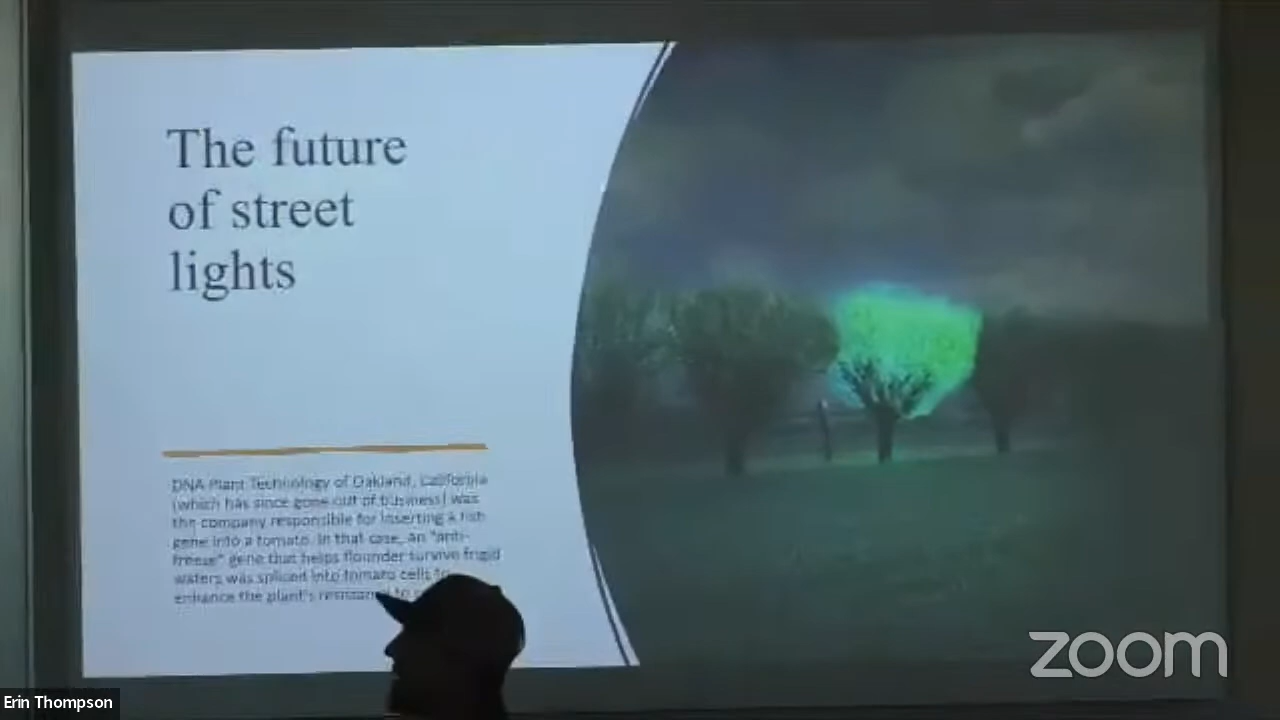 The future
of street
lights
DNA Plant Technology of Oakland, California
(which has since gone out of business) was
the company responsible for inserting a fish
gene into a tomato. In that case, an "anti-
freeze" gene that helps flounder survive frigid
waters was spliced into tomato cells to
enhance the plant's
zoom
Erin Thompson